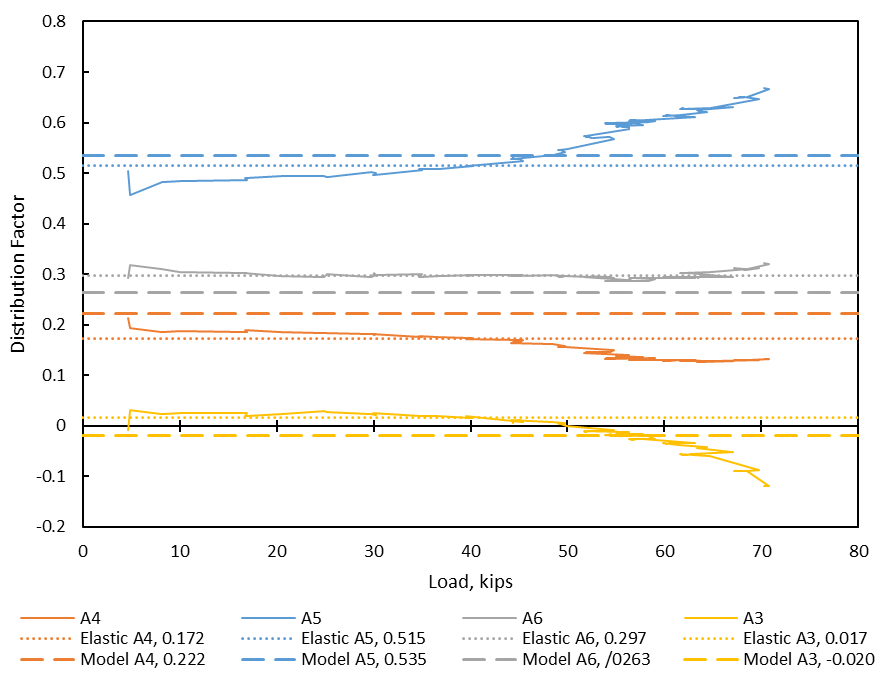 0.8
0.7
0.6
0.5
0.4
0.3
0.2
0.1
0
-0.1
-0.2
Distribution Factor
0 10 20 30 40 50 60 70 80
Load, kips
A4 A5 A6 A3
Elastic A4, 0.172 Elastic A5, 0.515 Elastic A6, 0.297 Elastic A3, 0.017
Model A4, 0.222 Model A5, 0.535 Model A6, /0263 Model A3, -0.020